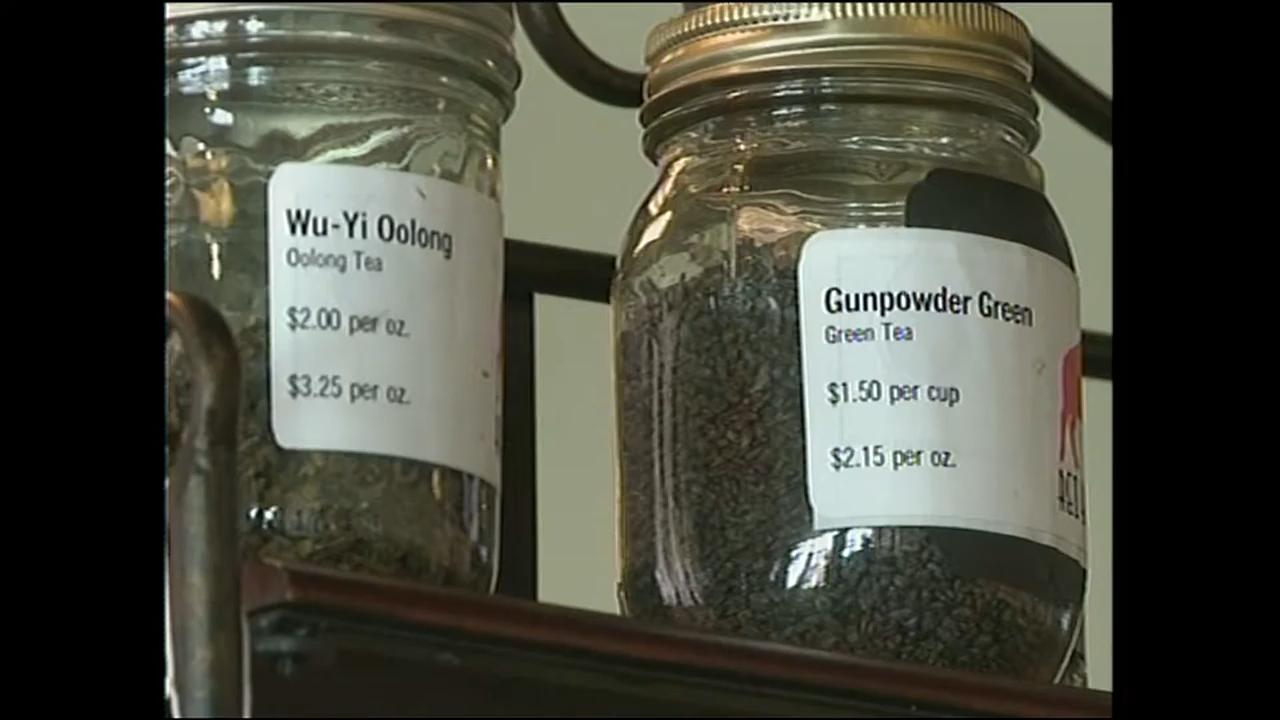 Wu-Yi Oolong
Oolong Tea
$2.00 per oz.
$3.25 per oz.
Gunpowder Green
Green Tea
$1.50 per cup
$2.15 per oz.
RED